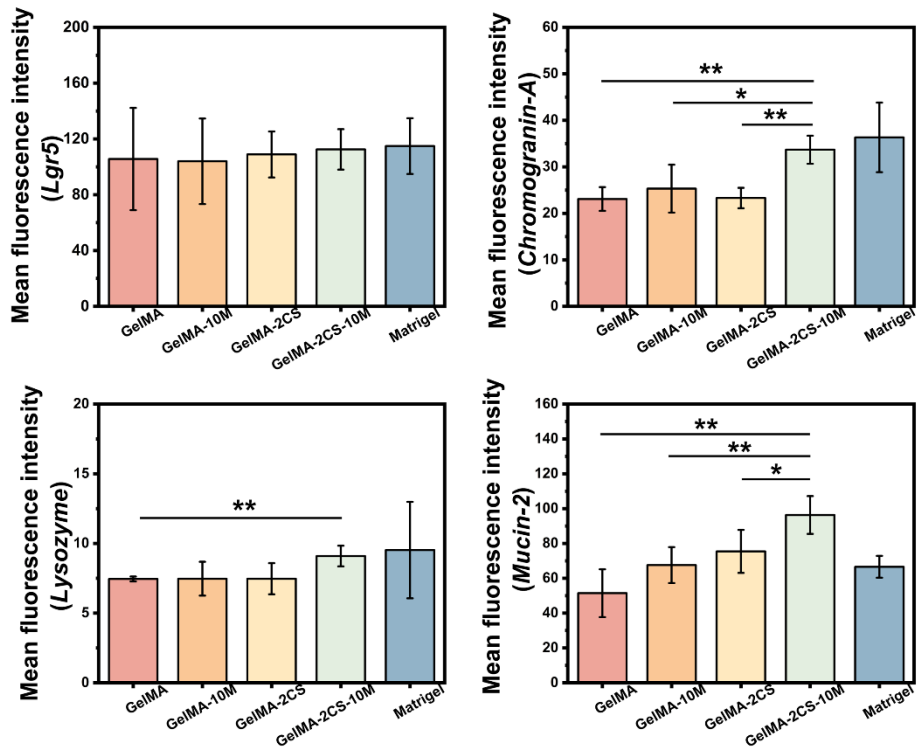 Mean fluorescence intensity
(Lgr5)
200
160
120
80
40
0
GelMA
GelMA-10M
GelMA-2CS
GelMA-2CS-10M
Matrigel
Mean fluorescence intensity
(Chromogranin-A)
60
50
40
30
20
10
0
**
*
**
GelMA
GelMA-10M
GelMA-2CS
GelMA-2CS-10M
Matrigel
Mean fluorescence intensity
(Lysozyme)
20
15
10
5
0
**
GelMA
GelMA-10M
GelMA-2CS
GelMA-2CS-10M
Matrigel
Mean fluorescence intensity
(Mucin-2)
160
140
120
100
80
60
40
20
0
**
**
*
GelMA
GelMA-10M
GelMA-2CS
GelMA-2CS-10M
Matrigel